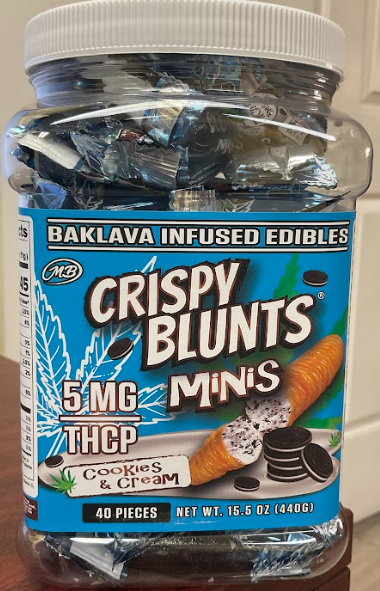 BAKLAVA INFUSED EDIBLES
MB
CRISPY
BLUNTS®
MiNiS
5 MG
THCP
COOKIES
& CREAM
40 PIECES NET WT. 15.5 OZ (440G)